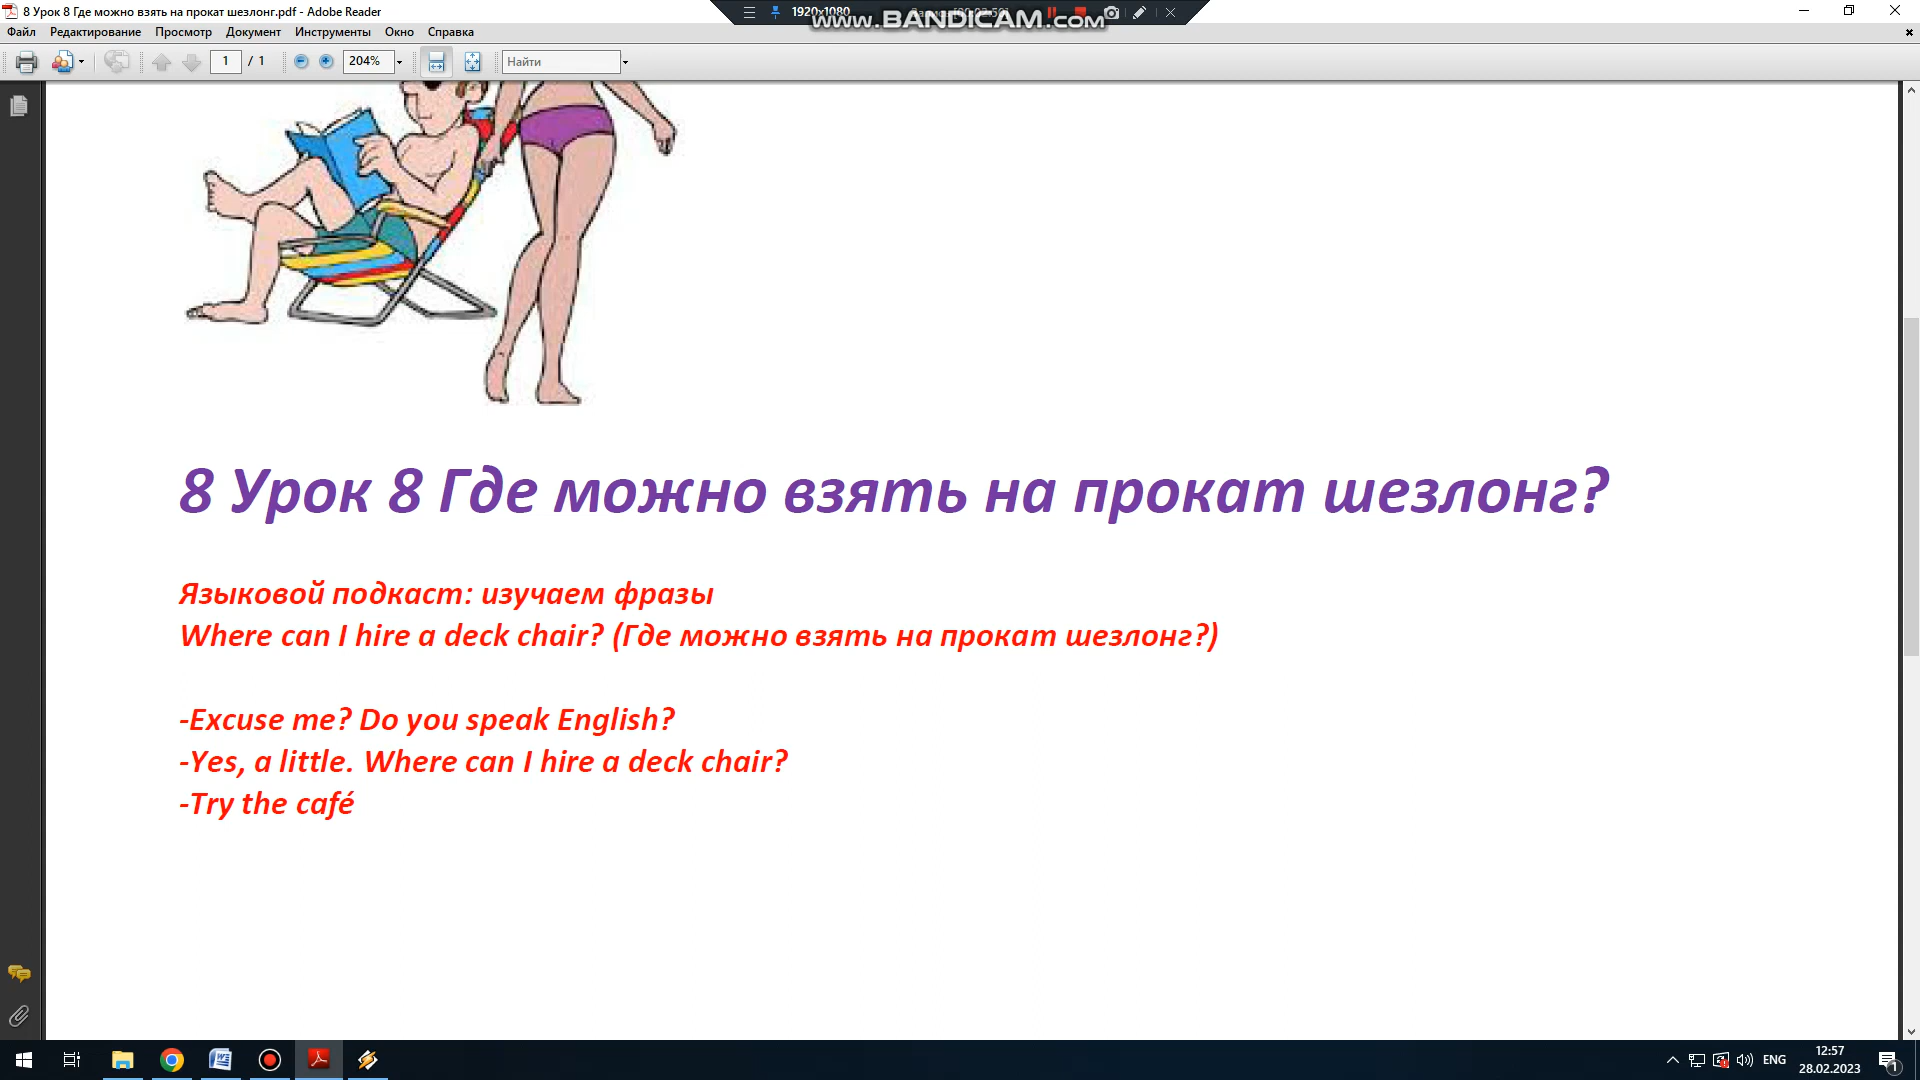 8 Урок 8 Где можно взять на прокат шезлонг.pdf - Adobe Reader
1920x1080
www.BANDICAM.com
Файл Редактирование Просмотр Документ Инструменты Окно Справка
1 / 1 204% Найти
8 Урок 8 Где можно взять на прокат шезлонг?
Языковой подкаст: изучаем фразы
Where can I hire a deck chair? (Где можно взять на прокат шезлонг?)
-Excuse me? Do you speak English?
-Yes, a little. Where can I hire a deck chair?
-Try the café
ENG
12:57
28.02.2023
1